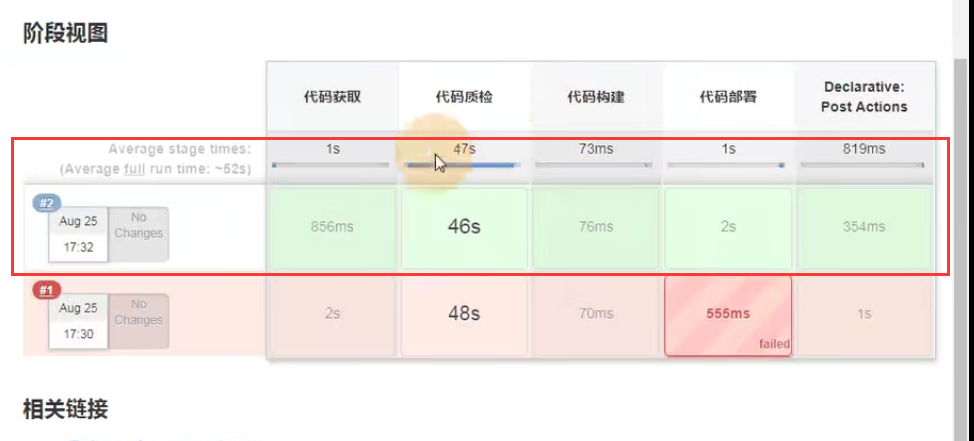 阶段视图
代码获取 代码质检 代码构建 代码部署 Declarative: Post Actions
Average stage times: 1s 47s 73ms 1s 819ms
(Average full run time: ~52s)
#2
Aug 25 No Changes 856ms 46s 76ms 2s 354ms
17:32
#1
Aug 25 No Changes 2s 48s 70ms 555ms 1s
17:30 failed
相关链接